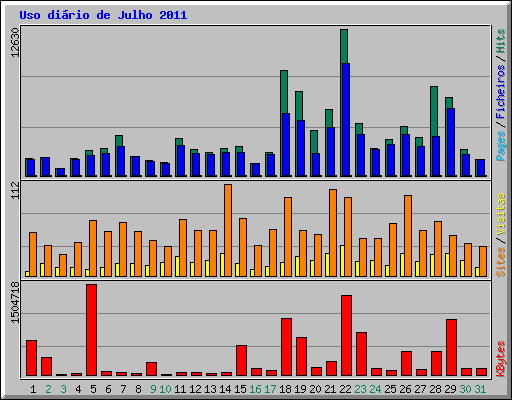 Uso diário de Julho 2011
12630
112
1504718
Pages / Ficheiros / Hits
Sites / Visitas
KBytes
1 2 3 4 5 6 7 8 9 10 11 12 13 14 15 16 17 18 19 20 21 22 23 24 25 26 27 28 29 30 31